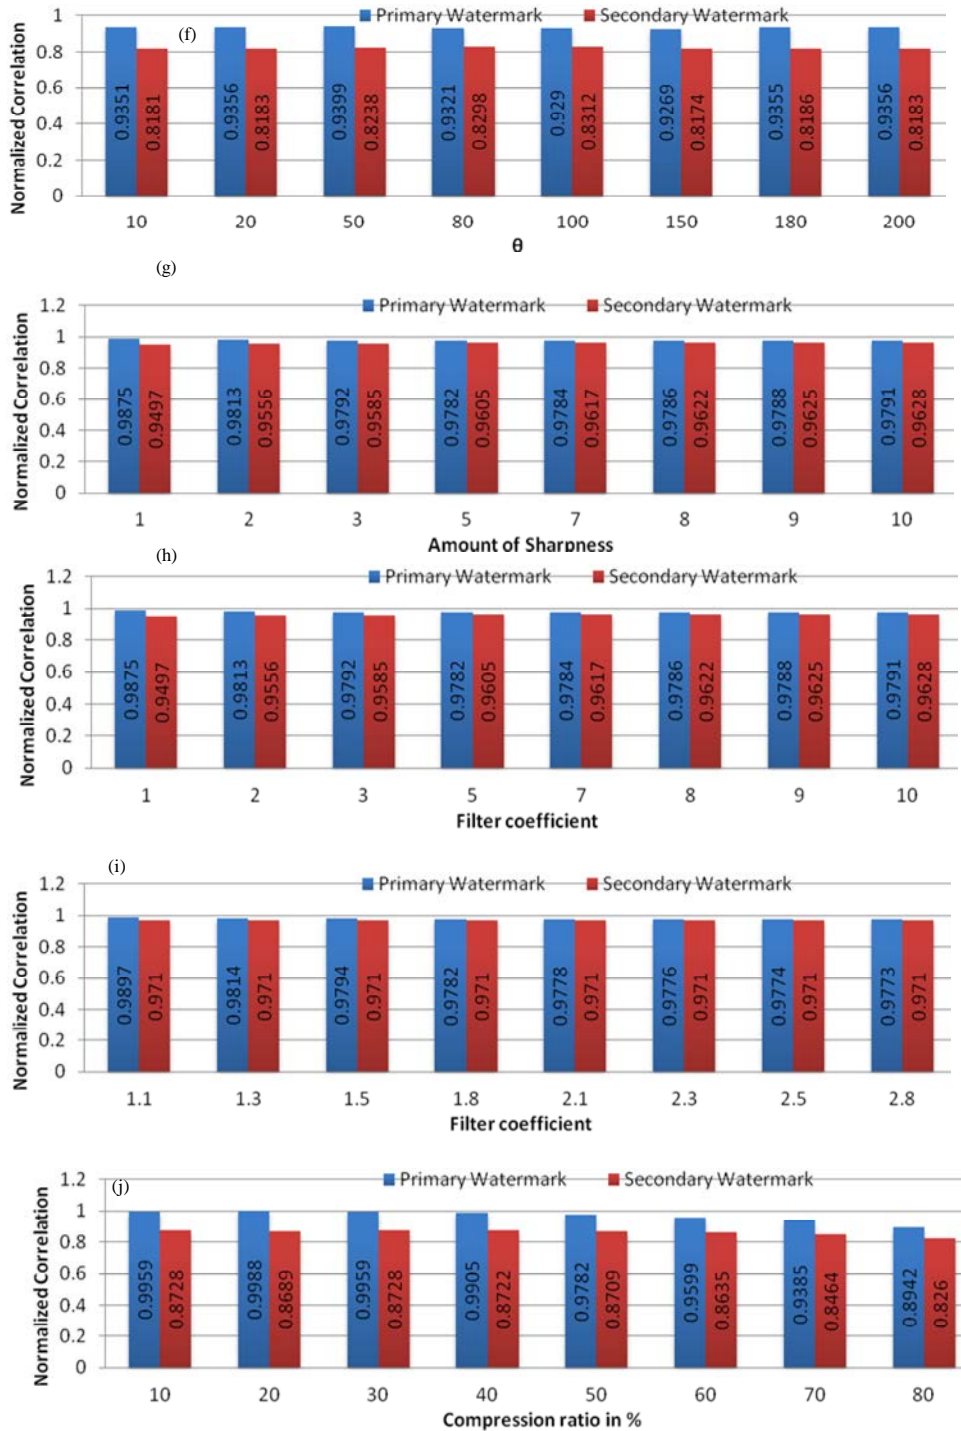 Primary Watermark Secondary Watermark
(f)
Normalized Correlation
1
0.8
0.6
0.4
0.2
0
0.9351 0.8181 0.9356 0.8183 0.9399 0.8238 0.9321 0.8298 0.929 0.8312 0.9269 0.8174 0.9355 0.8186 0.9356 0.8183
10 20 50 80 100 150 180 200
θ
(g)
Primary Watermark Secondary Watermark
Normalized Correlation
1.2
1
0.8
0.6
0.4
0.2
0
0.9875 0.9497 0.9813 0.9556 0.9792 0.9585 0.9782 0.9605 0.9784 0.9617 0.9786 0.9622 0.9788 0.9625 0.9791 0.9628
1 2 3 5 7 8 9 10
Amount of Sharpness
(h)
Primary Watermark Secondary Watermark
Normalized Correlation
1.2
1
0.8
0.6
0.4
0.2
0
0.9875 0.9497 0.9813 0.9556 0.9792 0.9585 0.9782 0.9605 0.9784 0.9617 0.9786 0.9622 0.9788 0.9625 0.9791 0.9628
1 2 3 5 7 8 9 10
Filter coefficient
(i)
Primary Watermark Secondary Watermark
Normalized Correlation
1.2
1
0.8
0.6
0.4
0.2
0
0.9897 0.971 0.9814 0.971 0.9794 0.971 0.9782 0.971 0.9778 0.971 0.9776 0.971 0.9774 0.971 0.9773 0.971
1.1 1.3 1.5 1.8 2.1 2.3 2.5 2.8
Filter coefficient
(j)
Primary Watermark Secondary Watermark
Normalized Correlation
1.2
1
0.8
0.6
0.4
0.2
0
0.9959 0.8728 0.9988 0.8689 0.9959 0.8728 0.9905 0.8722 0.9782 0.8709 0.9599 0.8635 0.9385 0.8464 0.8942 0.826
10 20 30 40 50 60 70 80
Compression ratio in %